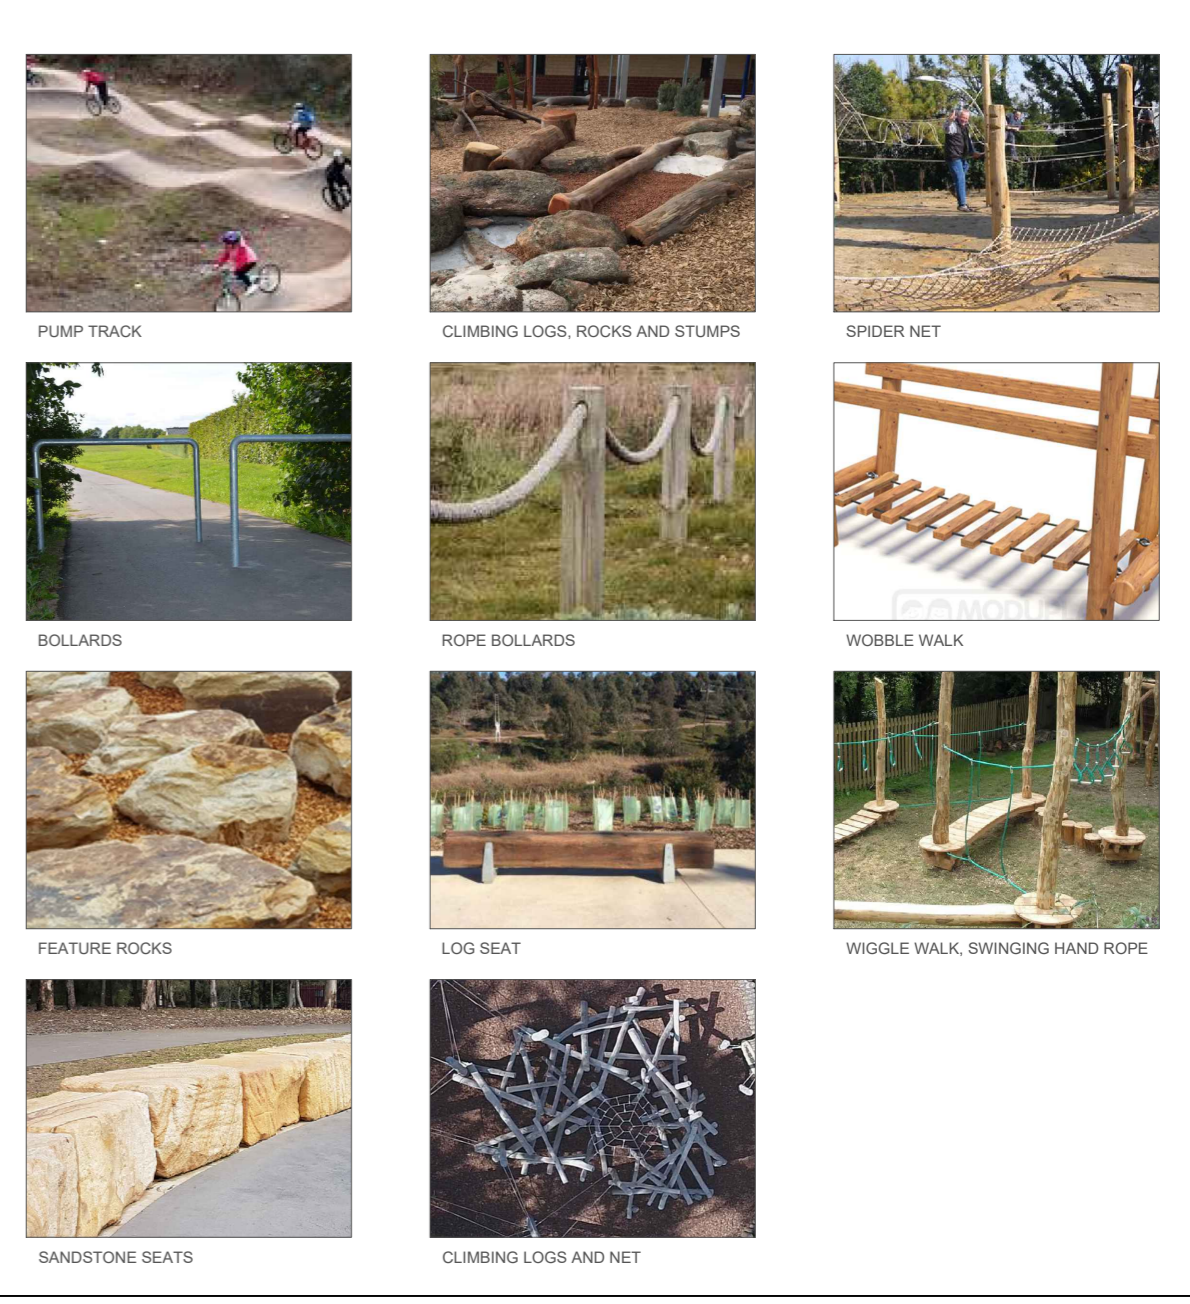 PUMP TRACK
CLIMBING LOGS, ROCKS AND STUMPS
SPIDER NET
BOLLARDS
ROPE BOLLARDS
WOBBLE WALK
FEATURE ROCKS
LOG SEAT
WIGGLE WALK, SWINGING HAND ROPE
SANDSTONE SEATS
CLIMBING LOGS AND NET